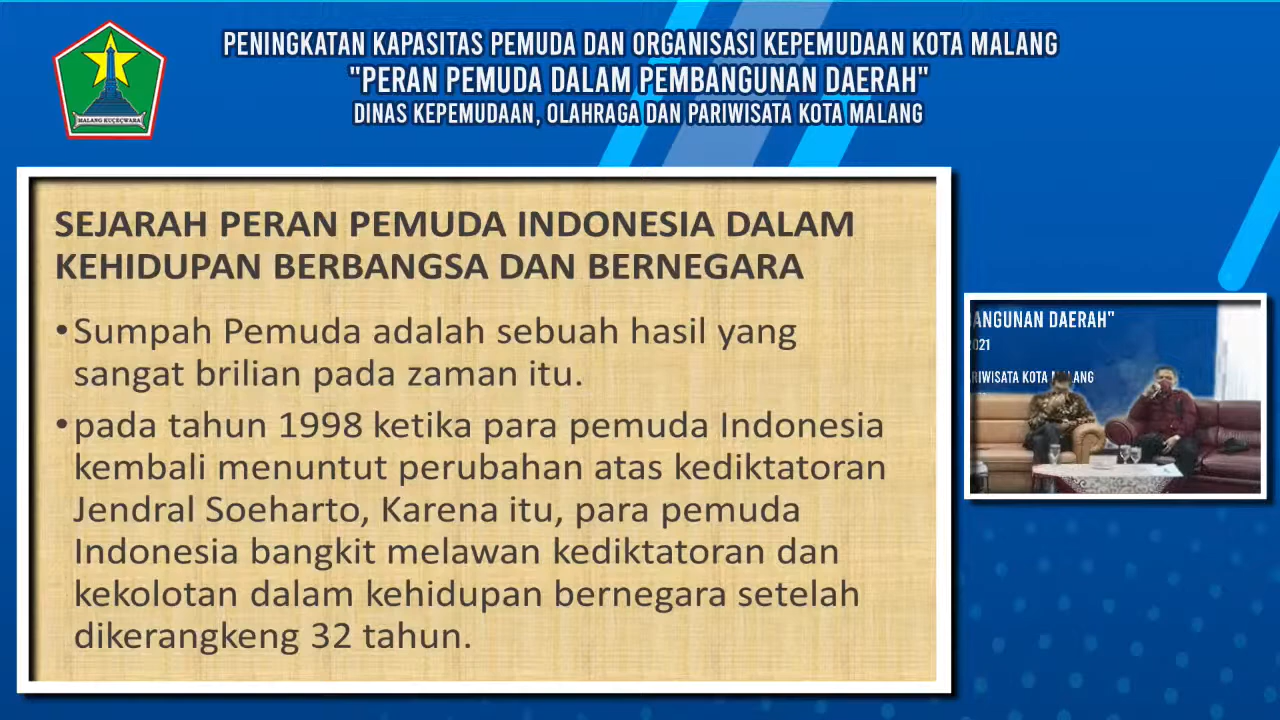 PENINGKATAN KAPASITAS PEMUDA DAN ORGANISASI KEPEMUDAAN KOTA MALANG
"PERAN PEMUDA DALAM PEMBANGUNAN DAERAH"
DINAS KEPEMUDAAN, OLAHRAGA DAN PARIWISATA KOTA MALANG
MALANG KUÇEÇWARA
SEJARAH PERAN PEMUDA INDONESIA DALAM
KEHIDUPAN BERBANGSA DAN BERNEGARA
•Sumpah Pemuda adalah sebuah hasil yang
sangat brilian pada zaman itu.
•pada tahun 1998 ketika para pemuda Indonesia
kembali menuntut perubahan atas kediktatoran
Jendral Soeharto, Karena itu, para pemuda
Indonesia bangkit melawan kediktatoran dan
kekolotan dalam kehidupan bernegara setelah
dikerangkeng 32 tahun.
BANGUNAN DAERAH"
2021
ARIWISATA KOTA MALANG